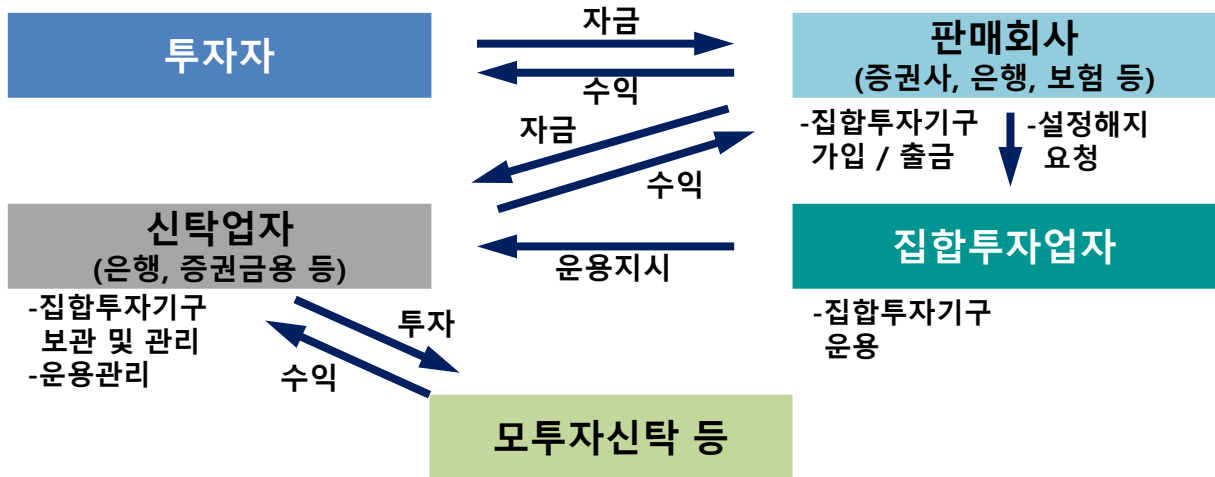 투자자
자금
수익
판매회사
(증권사, 은행, 보험 등)
-집합투자기구
가입 / 출금
-설정해지
요청
자금
수익
신탁업자
(은행, 증권금용 등)
운용지시
집합투자업자
-집합투자기구
보관 및 관리
-운용관리
투자
수익
-집합투자기구
운용
모투자신탁 등